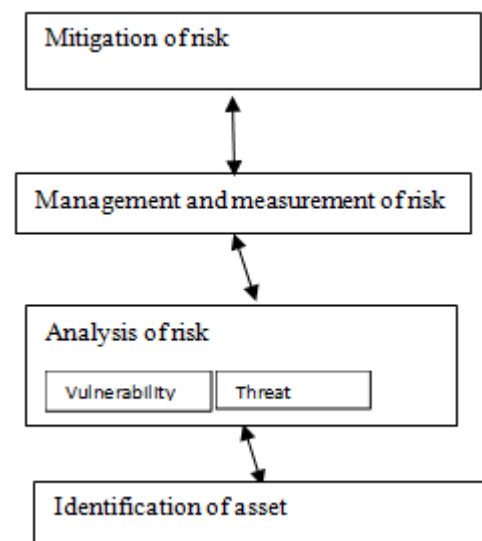 Mitigation of risk
Management and measurement of risk
Analysis of risk
Vulnerability Threat
Identification of asset